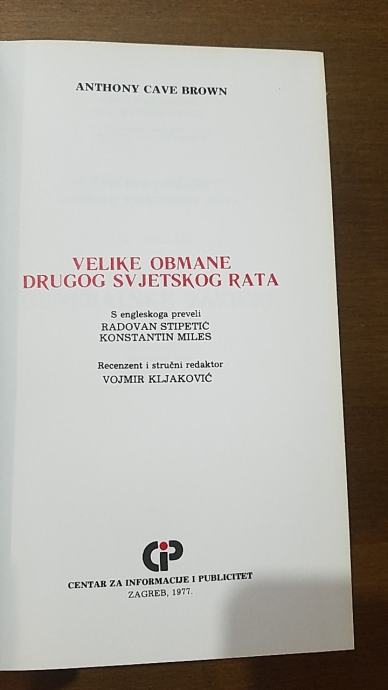 ANTHONY CAVE BROWN
VELIKE OBMANE
DRUGOG SVJETSKOG RATA
S engleskoga preveli
RADOVAN STIPETIĆ
KONSTANTIN MILES
Recenzent i stručni redaktor
VOJMIR KLJAKOVIĆ
CIP
CENTAR ZA INFORMACIJE I PUBLICITET
ZAGREB, 1977.